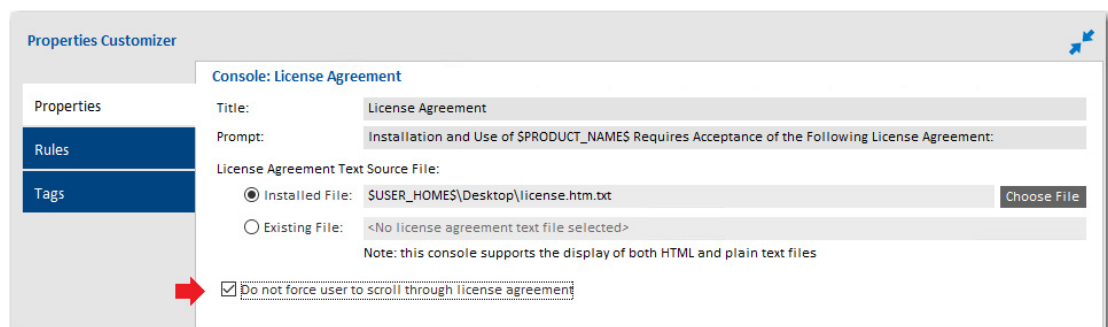 Properties Customizer
Console: License Agreement
Properties
Title:
License Agreement
Prompt:
Installation and Use of $PRODUCT_NAME$ Requires Acceptance of the Following License Agreement:
Rules
License Agreement Text Source File:
Tags
Installed File:
$USER_HOME$\Desktop\license.htm.txt
Choose File
Existing File:
<No license agreement text file selected>
Note: this console supports the display of both HTML and plain text files
Do not force user to scroll through license agreement